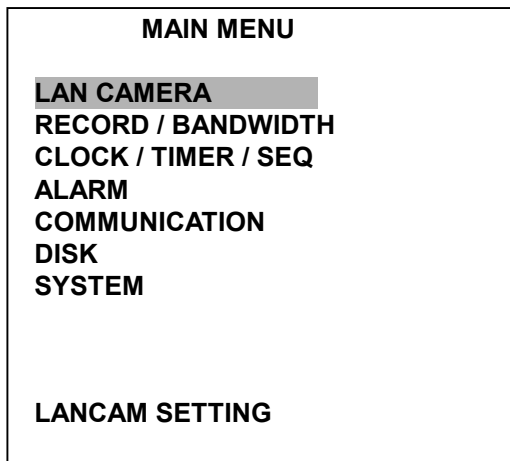 MAIN MENU
LAN CAMERA
RECORD / BANDWIDTH
CLOCK / TIMER / SEQ
ALARM
COMMUNICATION
DISK
SYSTEM
LANCAM SETTING